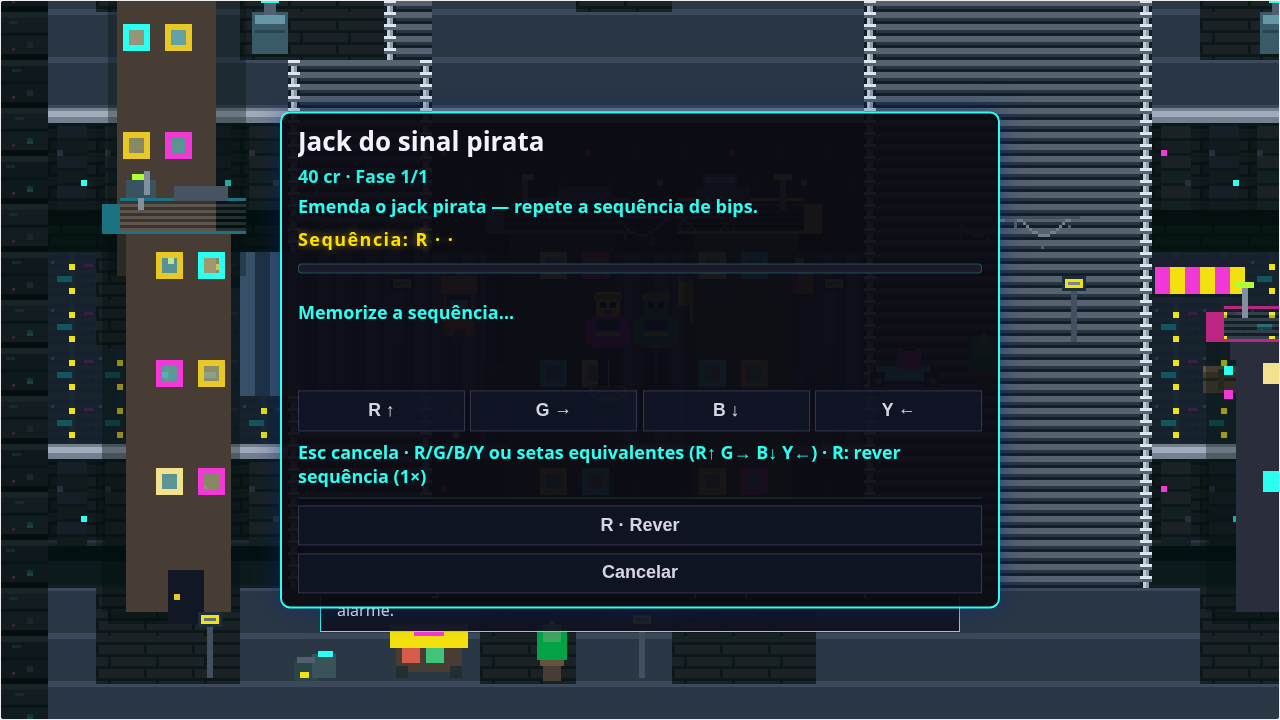 Jack do sinal pirata
40 cr · Fase 1/1
Emenda o jack pirata — repete a sequência de bips.
Sequência: R · ·
Memorize a sequência…
R ↑
G →
B ↓
Y ←
Esc cancela · R/G/B/Y ou setas equivalentes (R↑ G→ B↓ Y←) · R: rever
sequência (1×)
R · Rever
Cancelar
alarme.